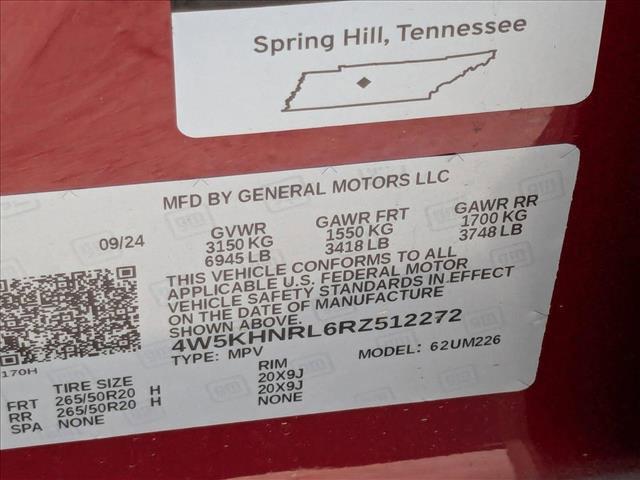 Spring Hill, Tennessee
MFD BY GENERAL MOTORS LLC
09/24
GVWR GAWR FRT GAWR RR
3150 KG 1550 KG 1700 KG
6945 LB 3418 LB 3748 LB
THIS VEHICLE CONFORMS TO ALL
APPLICABLE U.S. FEDERAL MOTOR
VEHICLE SAFETY STANDARDS IN EFFECT
ON THE DATE OF MANUFACTURE
SHOWN ABOVE
4W5KHNRL6RZ512272
TYPE: MPV MODEL: 62UM226
170H
TIRE SIZE RIM
FRT 265/50R20 H 20X9J
RR 265/50R20 H 20X9J
SPA NONE NONE